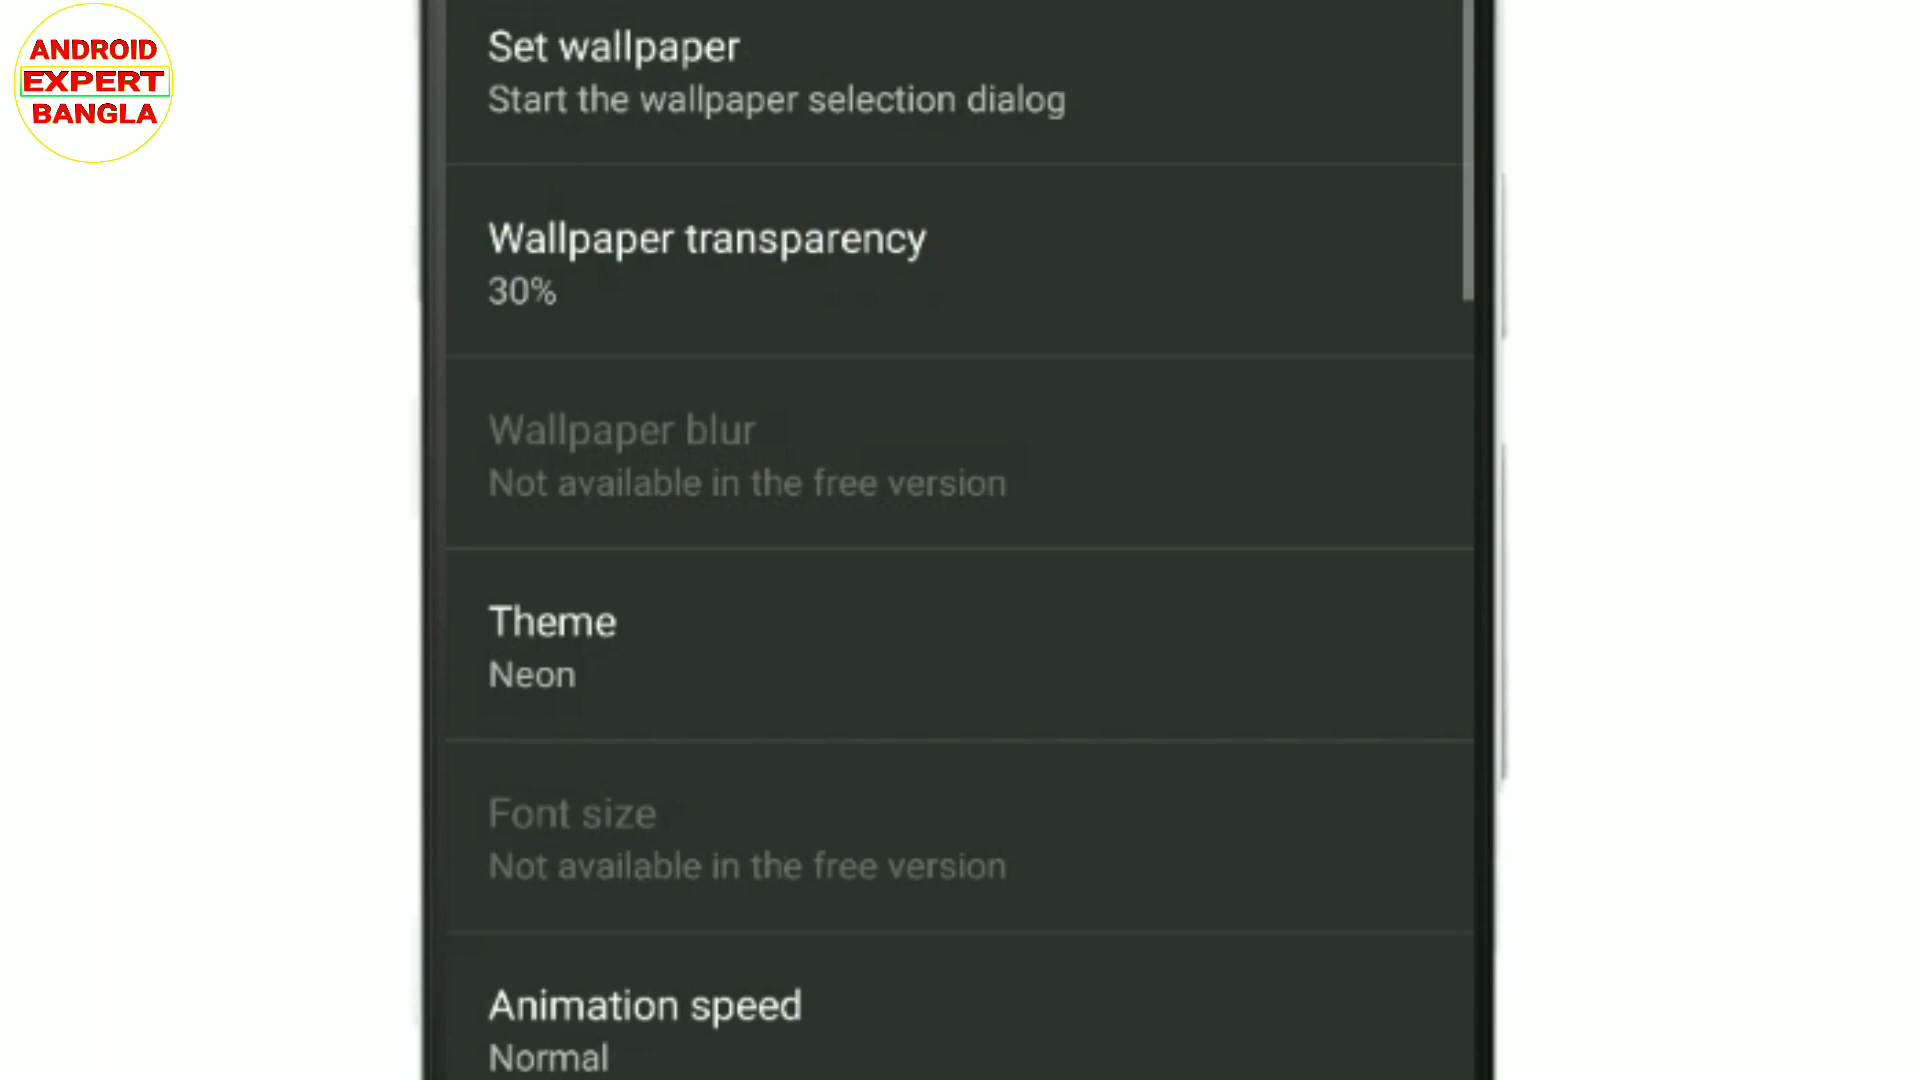 ANDROID
EXPERT
BANGLA
Set wallpaper
Start the wallpaper selection dialog
Wallpaper transparency
30%
Wallpaper blur
Not available in the free version
Theme
Neon
Font size
Not available in the free version
Animation speed
Normal